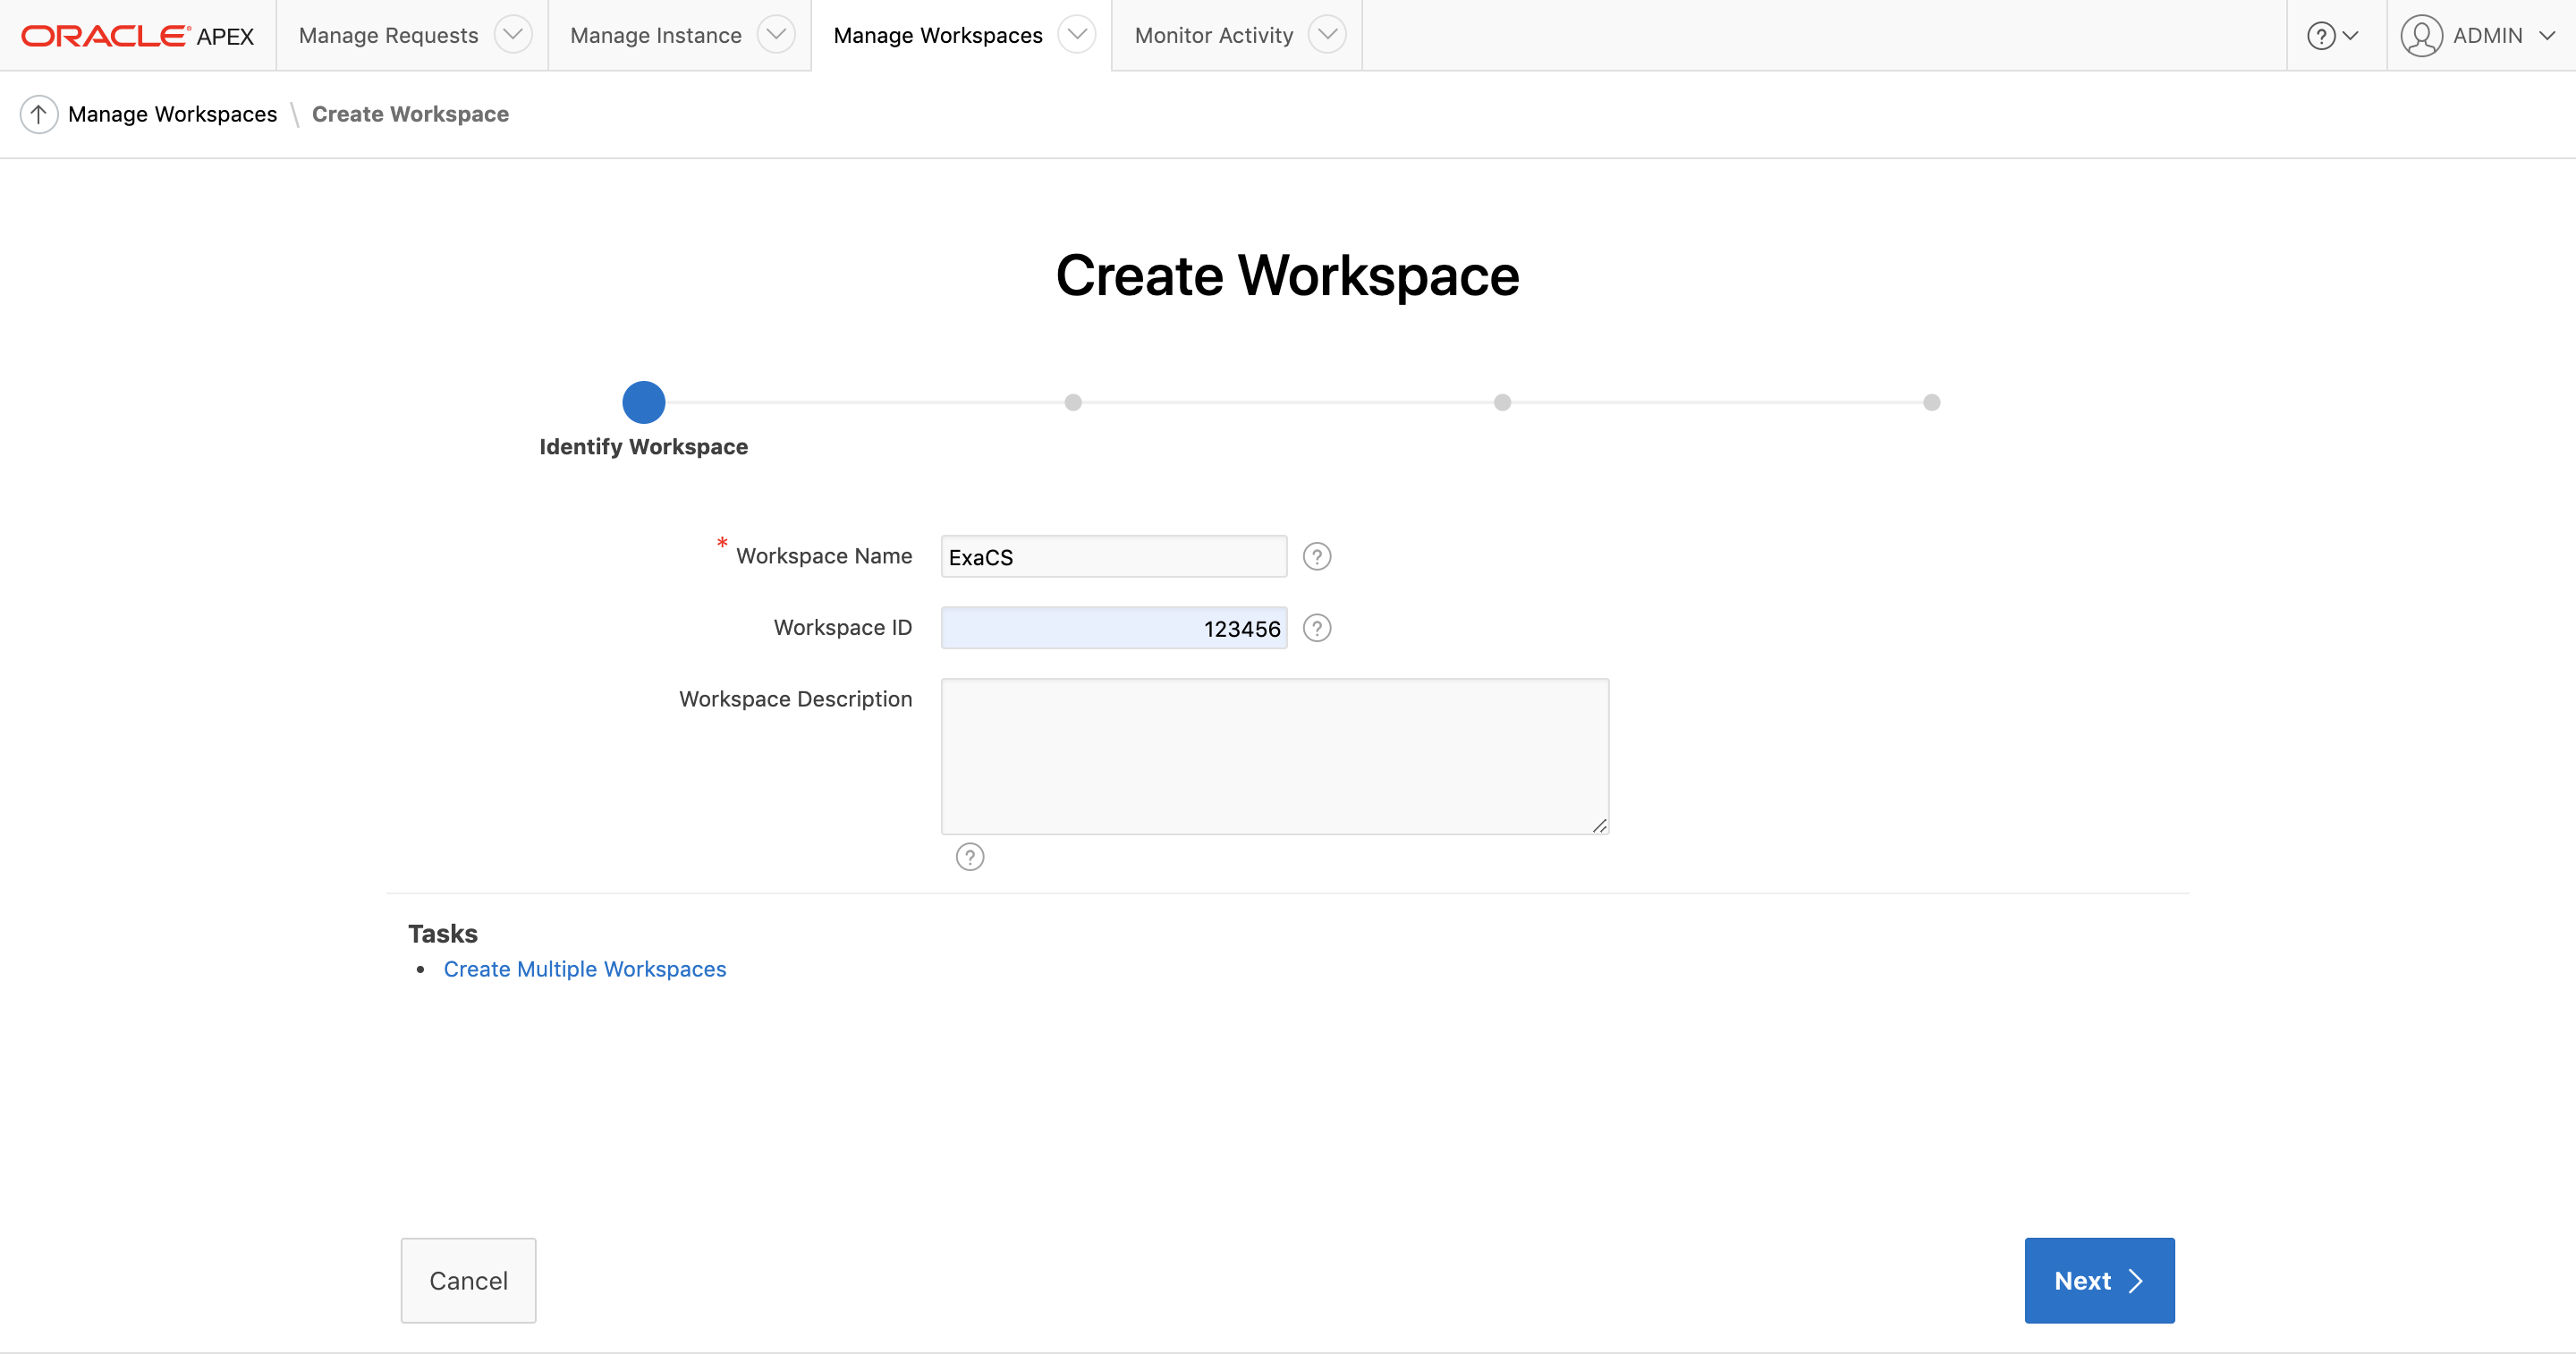 ORACLE APEX Manage Requests Manage Instance Manage Workspaces Monitor Activity ? ADMIN
Manage Workspaces \ Create Workspace
Create Workspace
Identify Workspace
* Workspace Name ExaCS ?
Workspace ID 123456 ?
Workspace Description
?
Tasks
• Create Multiple Workspaces
Cancel Next